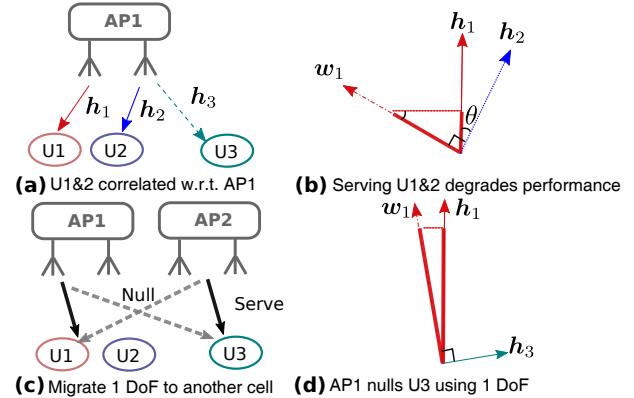 AP1
h1
h2
h3
U1
U2
U3
(a) U1&2 correlated w.r.t. AP1
h1
h2
w1
θ
(b) Serving U1&2 degrades performance
AP1
AP2
Null
Serve
U1
U2
U3
(c) Migrate 1 DoF to another cell
w1
h1
h3
(d) AP1 nulls U3 using 1 DoF